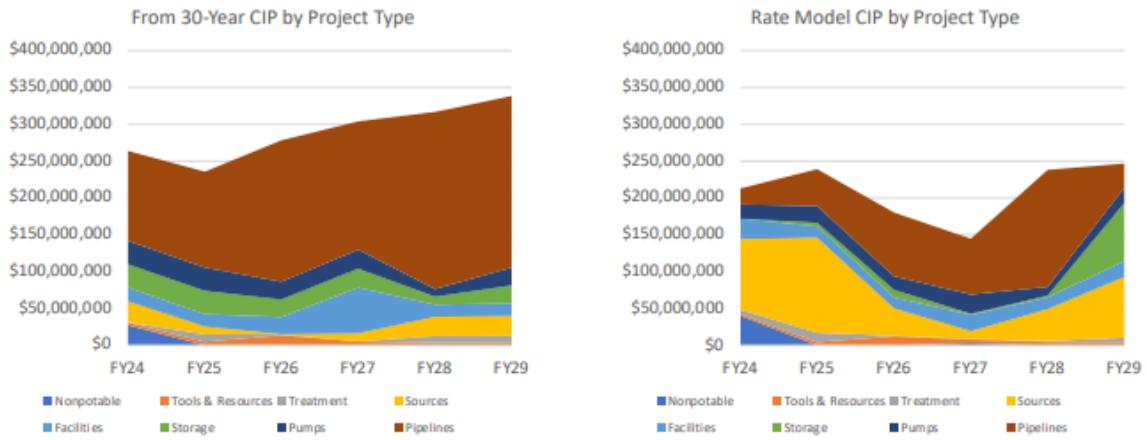 From 30-Year CIP by Project Type
$400,000,000
$350,000,000
$300,000,000
$250,000,000
$200,000,000
$150,000,000
$100,000,000
$50,000,000
$0
FY24 FY25 FY26 FY27 FY28 FY29
Nonpotable Tools & Resources Treatment Sources
Facilities Storage Pumps Pipelines
Rate Model CIP by Project Type
$400,000,000
$350,000,000
$300,000,000
$250,000,000
$200,000,000
$150,000,000
$100,000,000
$50,000,000
$0
FY24 FY25 FY26 FY27 FY28 FY29
Nonpotable Tools & Resources Treatment Sources
Facilities Storage Pumps Pipelines